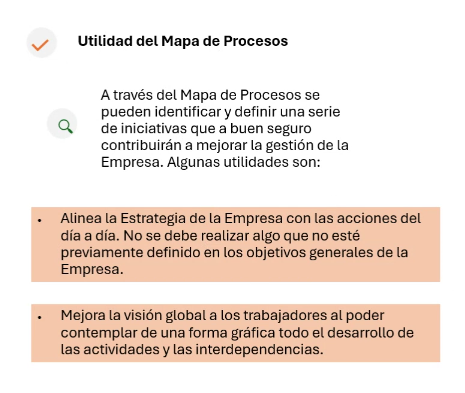 Utilidad del Mapa de Procesos
A través del Mapa de Procesos se
pueden identificar y definir una serie
de iniciativas que a buen seguro
contribuirán a mejorar la gestión de la
Empresa. Algunas utilidades son:
• Alinea la Estrategia de la Empresa con las acciones del
día a día. No se debe realizar algo que no esté
previamente definido en los objetivos generales de la
Empresa.
• Mejora la visión global a los trabajadores al poder
contemplar de una forma gráfica todo el desarrollo de
las actividades y las interdependencias.